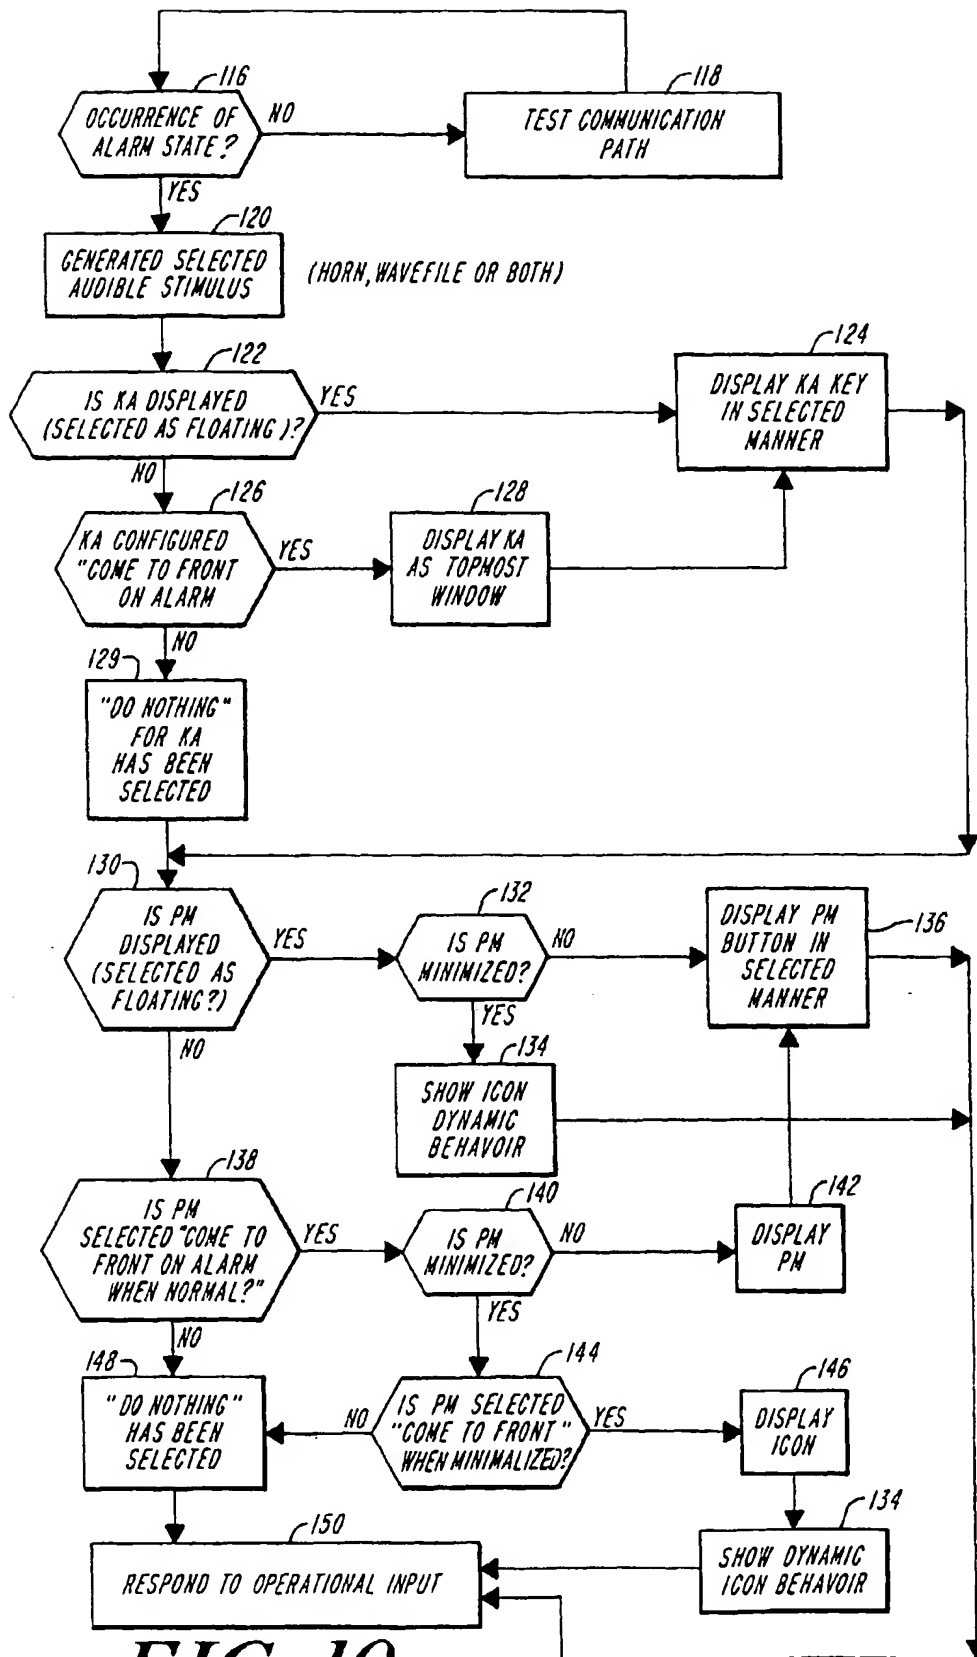 116
OCCURRENCE OF
ALARM STATE?
NO
YES
118
TEST COMMUNICATION
PATH
120
GENERATED SELECTED
AUDIBLE STIMULUS
(HORN, WAVEFILE OR BOTH)
122
IS KA DISPLAYED
(SELECTED AS FLOATING)?
YES
NO
124
DISPLAY KA KEY
IN SELECTED
MANNER
126
KA CONFIGURED
"COME TO FRONT
ON ALARM
YES
NO
128
DISPLAY KA
AS TOPMOST
WINDOW
129
"DO NOTHING"
FOR KA
HAS BEEN
SELECTED
130
IS PM
DISPLAYED
(SELECTED AS
FLOATING?)
YES
NO
132
IS PM
MINIMIZED?
NO
YES
DISPLAY PM
BUTTON IN
SELECTED
MANNER
136
134
SHOW ICON
DYNAMIC
BEHAVOIR
138
IS PM
SELECTED "COME TO
FRONT ON ALARM
WHEN NORMAL?"
YES
NO
140
IS PM
MINIMIZED?
NO
YES
142
DISPLAY
PM
148
"DO NOTHING"
HAS BEEN
SELECTED
144
IS PM SELECTED
"COME TO FRONT"
WHEN MINIMALIZED?
NO
YES
146
DISPLAY
ICON
134
SHOW DYNAMIC
ICON BEHAVOIR
150
RESPOND TO OPERATIONAL INPUT
FIG. 10